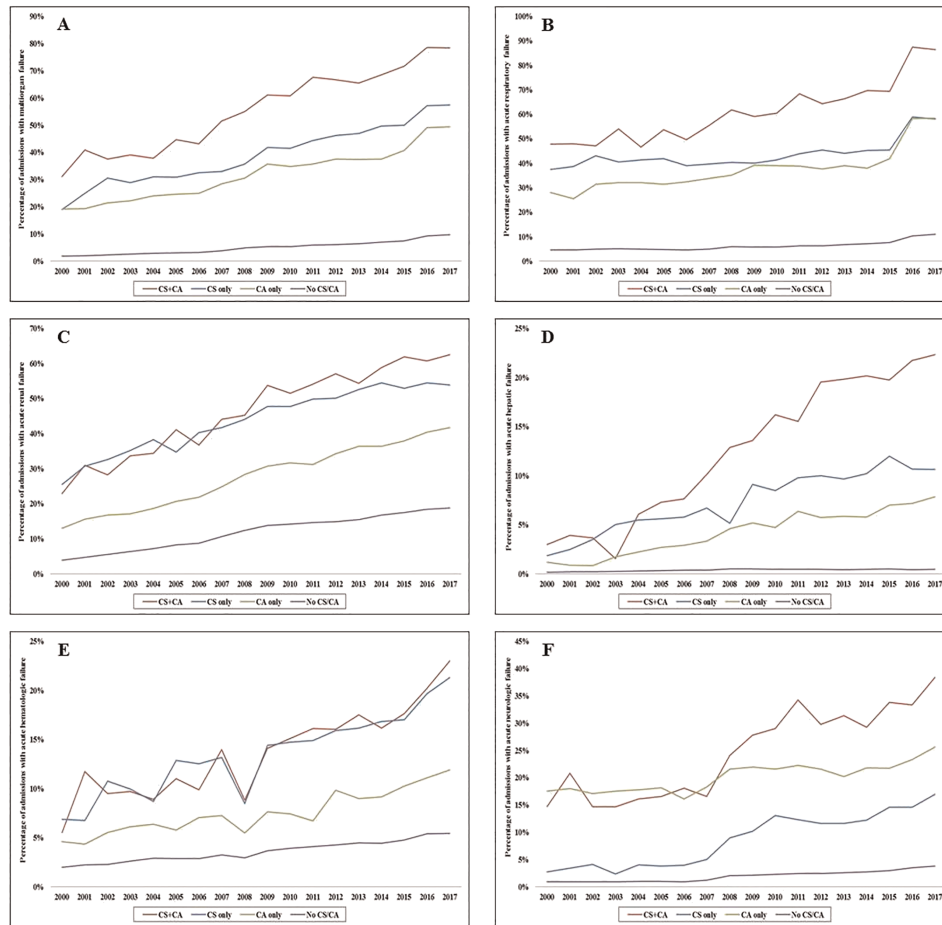 A
Percentage of admissions with multiorgan failure
90%
80%
70%
60%
50%
40%
30%
20%
10%
0%
2000 2001 2002 2003 2004 2005 2006 2007 2008 2009 2010 2011 2012 2013 2014 2015 2016 2017
CS+CA CS only CA only No CS/CA
B
Percentage of admissions with acute respiratory failure
100%
90%
80%
70%
60%
50%
40%
30%
20%
10%
0%
2000 2001 2002 2003 2004 2005 2006 2007 2008 2009 2010 2011 2012 2013 2014 2015 2016 2017
CS+CA CS only CA only No CS/CA
C
Percentage of admissions with acute renal failure
70%
60%
50%
40%
30%
20%
10%
0%
2000 2001 2002 2003 2004 2005 2006 2007 2008 2009 2010 2011 2012 2013 2014 2015 2016 2017
CS+CA CS only CA only No CS/CA
D
Percentage of admissions with acute hepatic failure
25%
20%
15%
10%
5%
0%
2000 2001 2002 2003 2004 2005 2006 2007 2008 2009 2010 2011 2012 2013 2014 2015 2016 2017
CS+CA CS only CA only No CS/CA
E
Percentage of admissions with acute hematologic failure
25%
20%
15%
10%
5%
0%
2000 2001 2002 2003 2004 2005 2006 2007 2008 2009 2010 2011 2012 2013 2014 2015 2016 2017
CS+CA CS only CA only No CS/CA
F
Percentage of admissions with acute neurologic failure
45%
40%
35%
30%
25%
20%
15%
10%
5%
0%
2000 2001 2002 2003 2004 2005 2006 2007 2008 2009 2010 2011 2012 2013 2014 2015 2016 2017
CS+CA CS only CA only No CS/CA